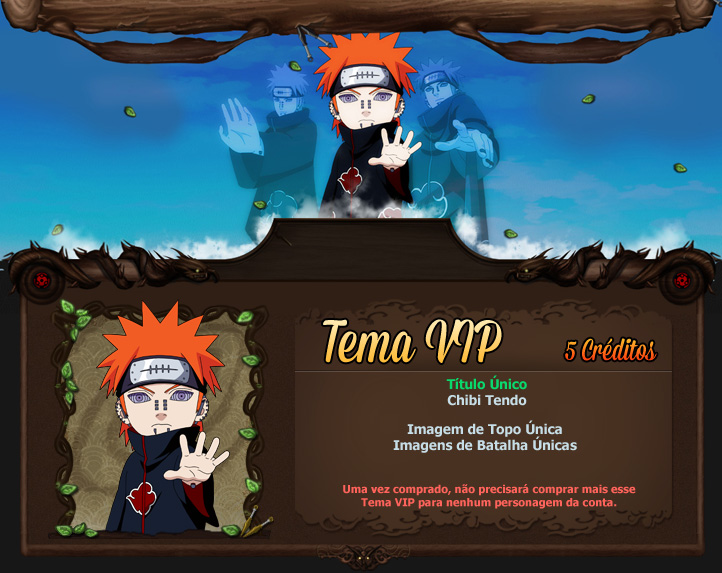 Tema VIP
5 Créditos
Título Único
Chibi Tendo
Imagem de Topo Única
Imagens de Batalha Únicas
Uma vez comprado, não precisará comprar mais esse
Tema VIP para nenhum personagem da conta.